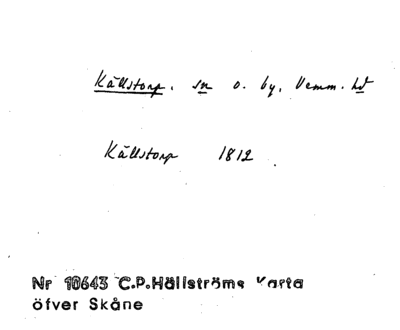 Källstorp, sn o. by, Vemm. hd
Källstorp 1812.
Nr 10643 C.P.Hällströms Karta
öfver Skåne